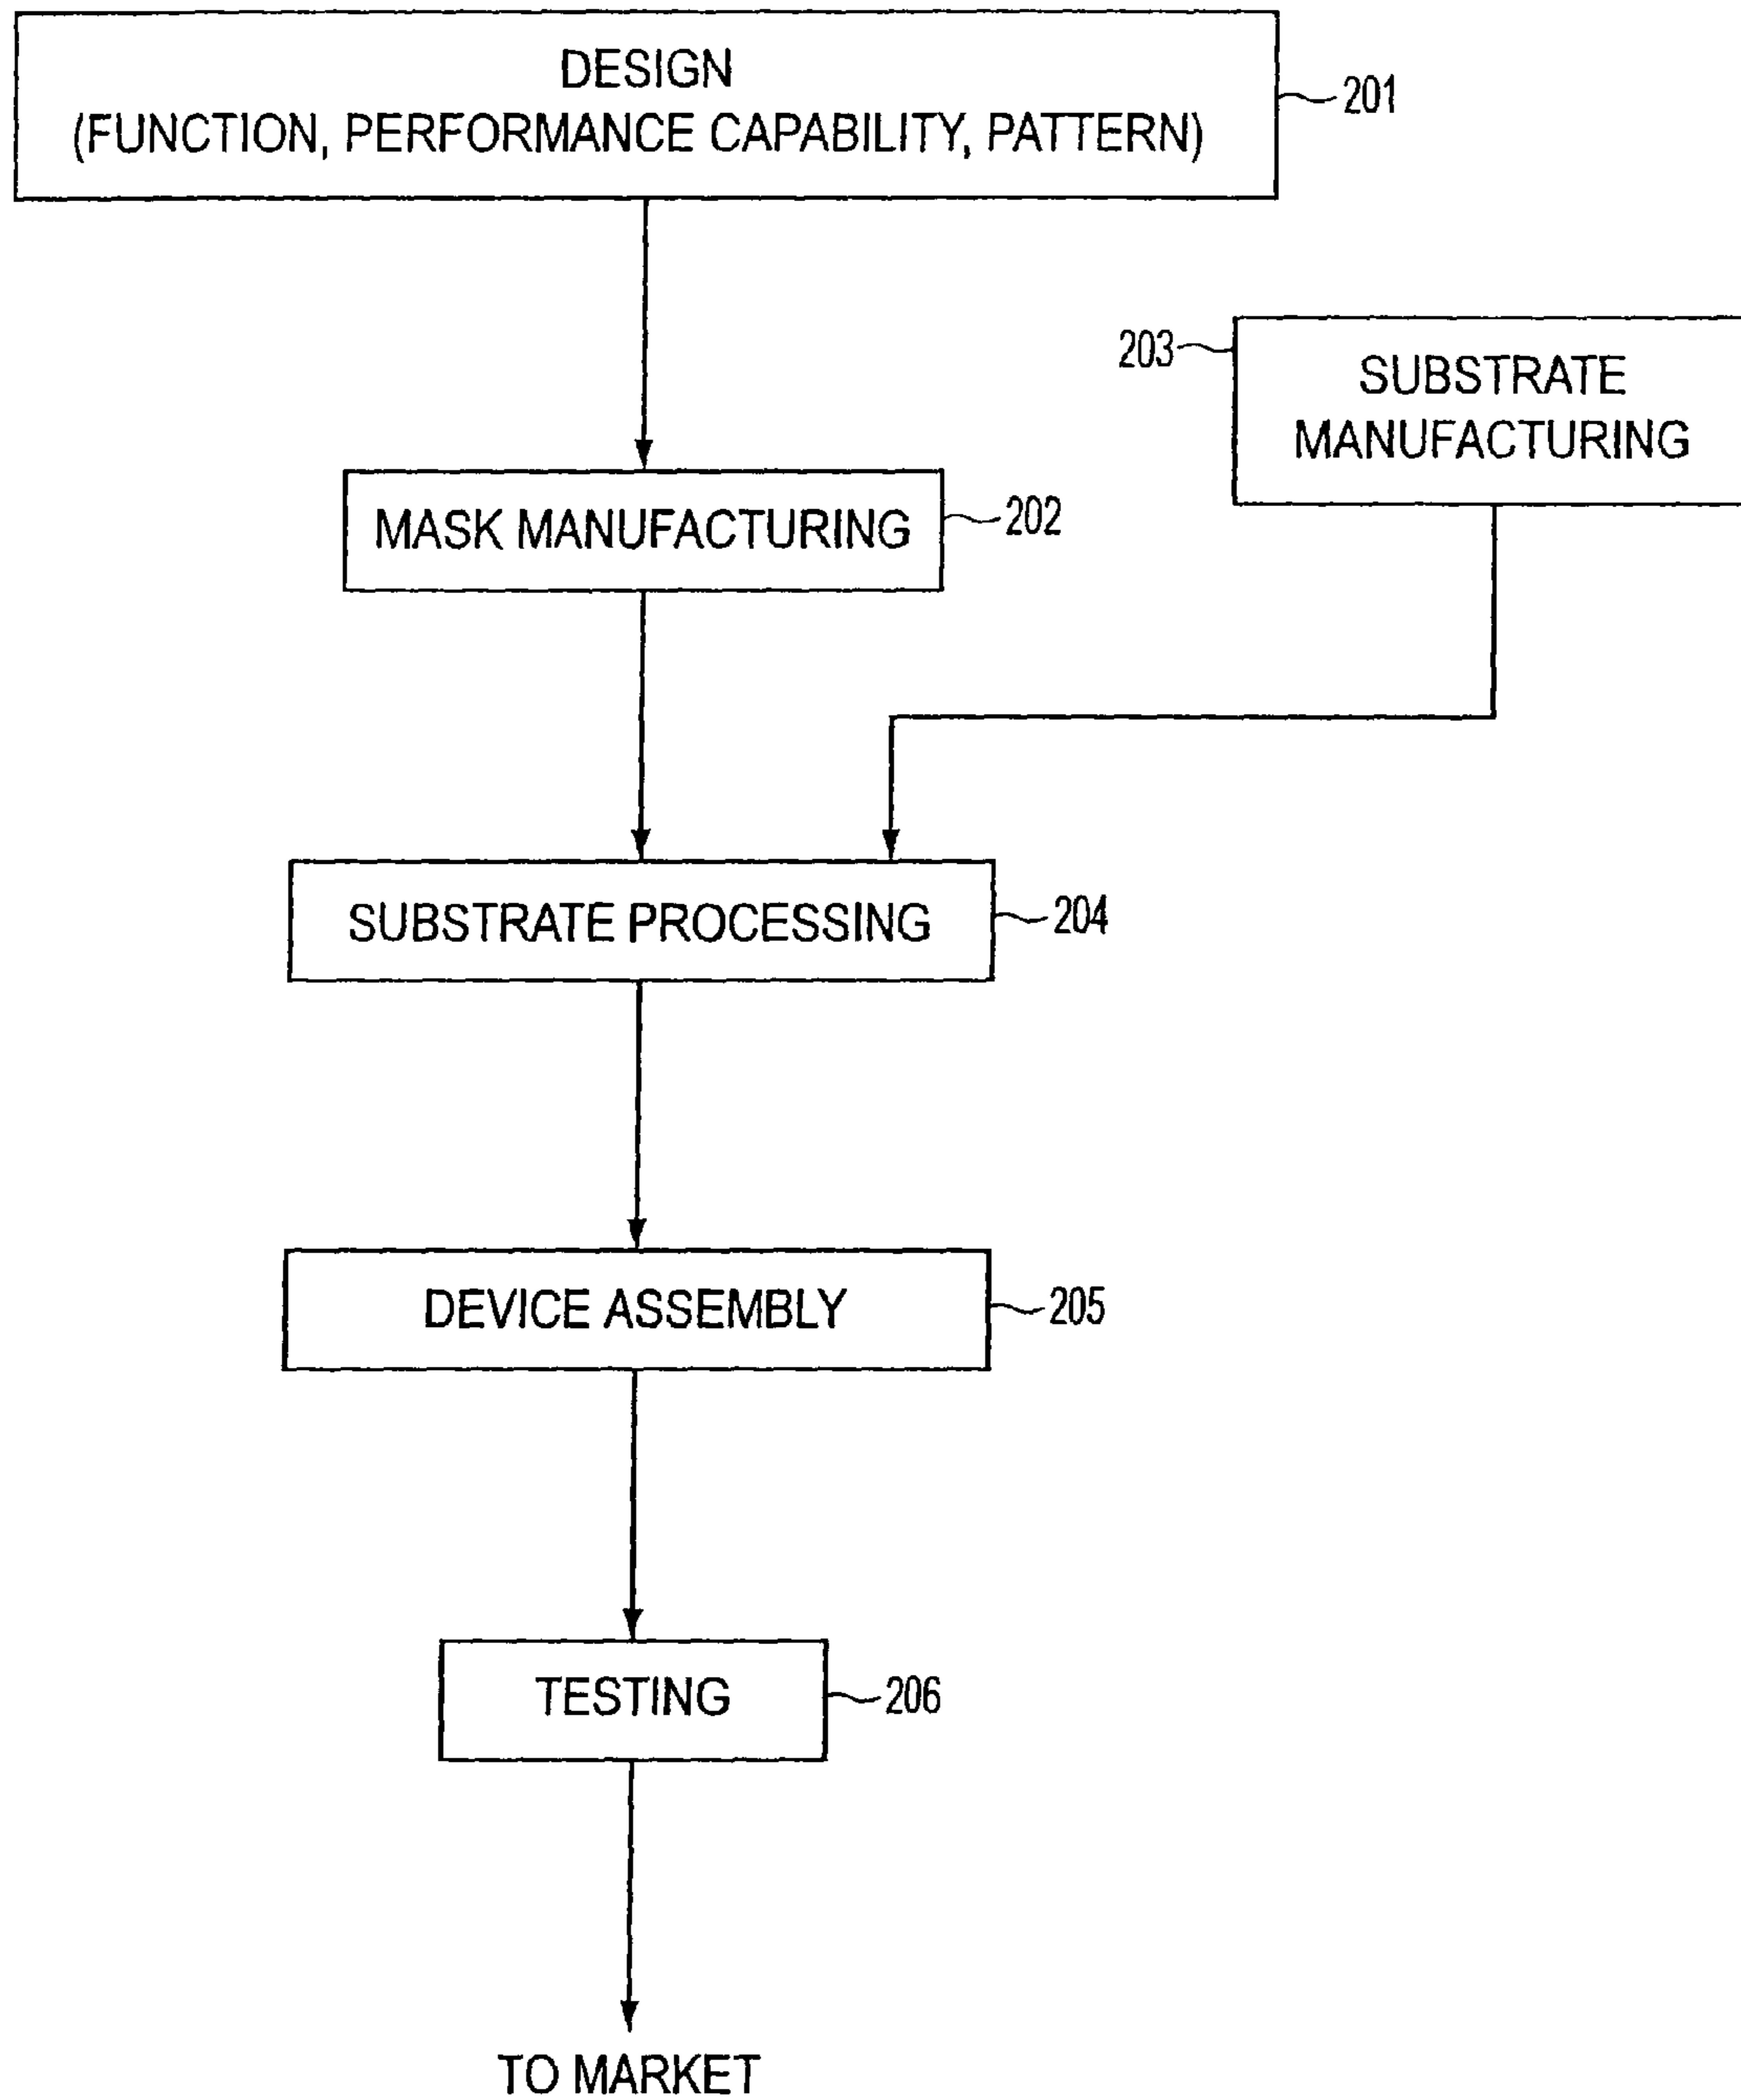 DESIGN
(FUNCTION, PERFORMANCE CAPABILITY, PATTERN)
201
203
SUBSTRATE
MANUFACTURING
MASK MANUFACTURING
202
SUBSTRATE PROCESSING
204
DEVICE ASSEMBLY
205
TESTING
206
TO MARKET